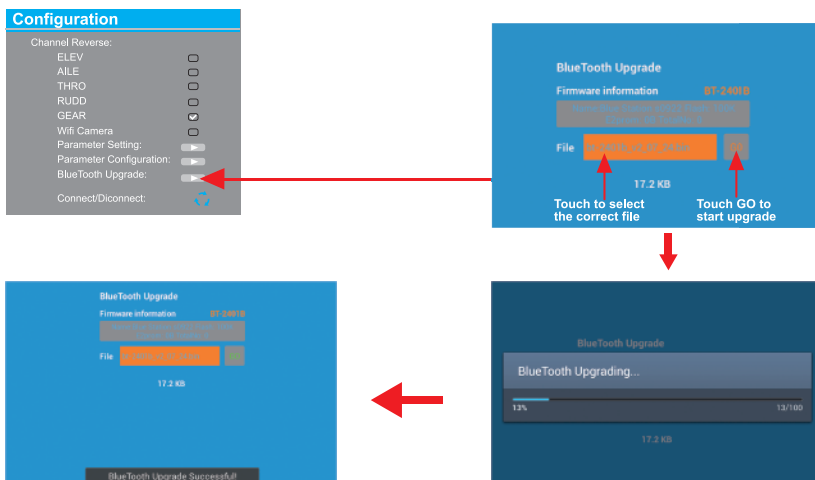 Configuration
Channel Reverse:
ELEV
AILE
THRO
RUDD
GEAR
Wifi Camera
Parameter Setting:
Parameter Configuration:
BlueTooth Upgrade:
Connect/Diconnect:
BlueTooth Upgrade
Firmware information BT-2401B
File
GO
17.2 KB
Touch to select
the correct file
Touch GO to
start upgrade
BlueTooth Upgrade
Firmware information BT-2401B
File
GO
17.2 KB
BlueTooth Upgrade Successful!
BlueTooth Upgrade
BlueTooth Upgrading...
13% 13/100
17.2 KB